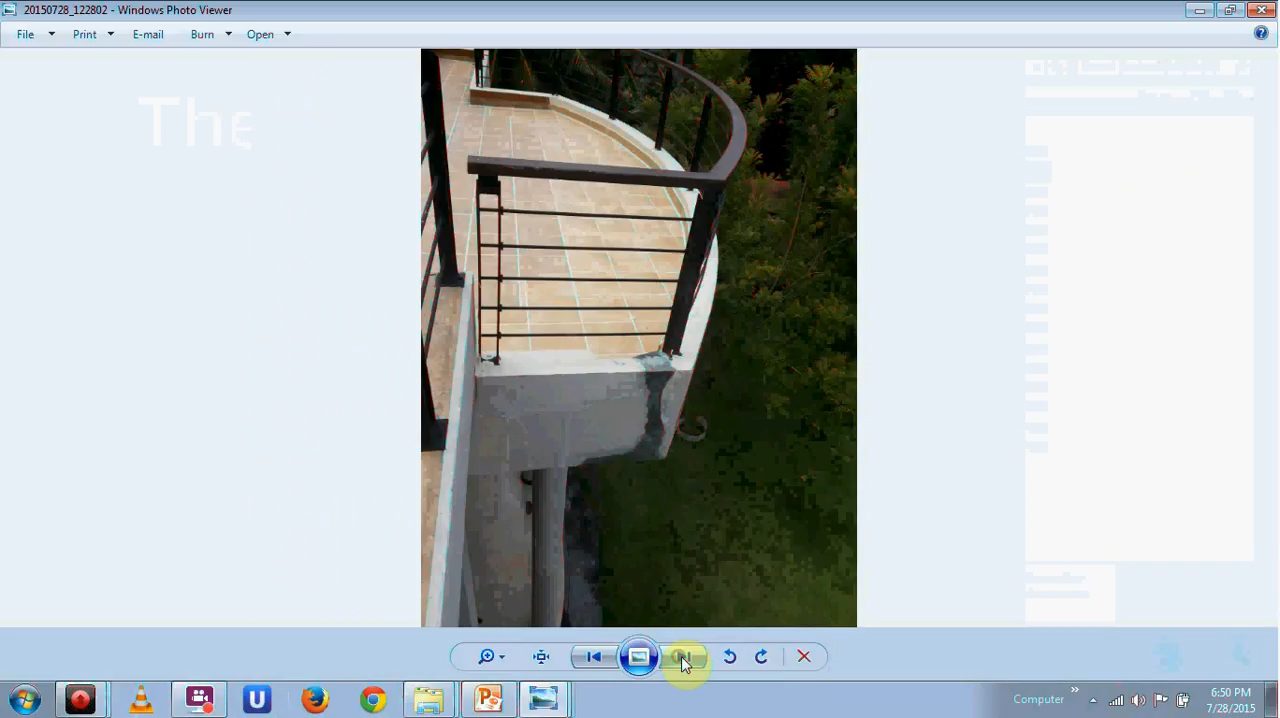 20150728_122802 - Windows Photo Viewer
File Print E-mail Burn Open
The
Computer
6:50 PM
7/28/2015